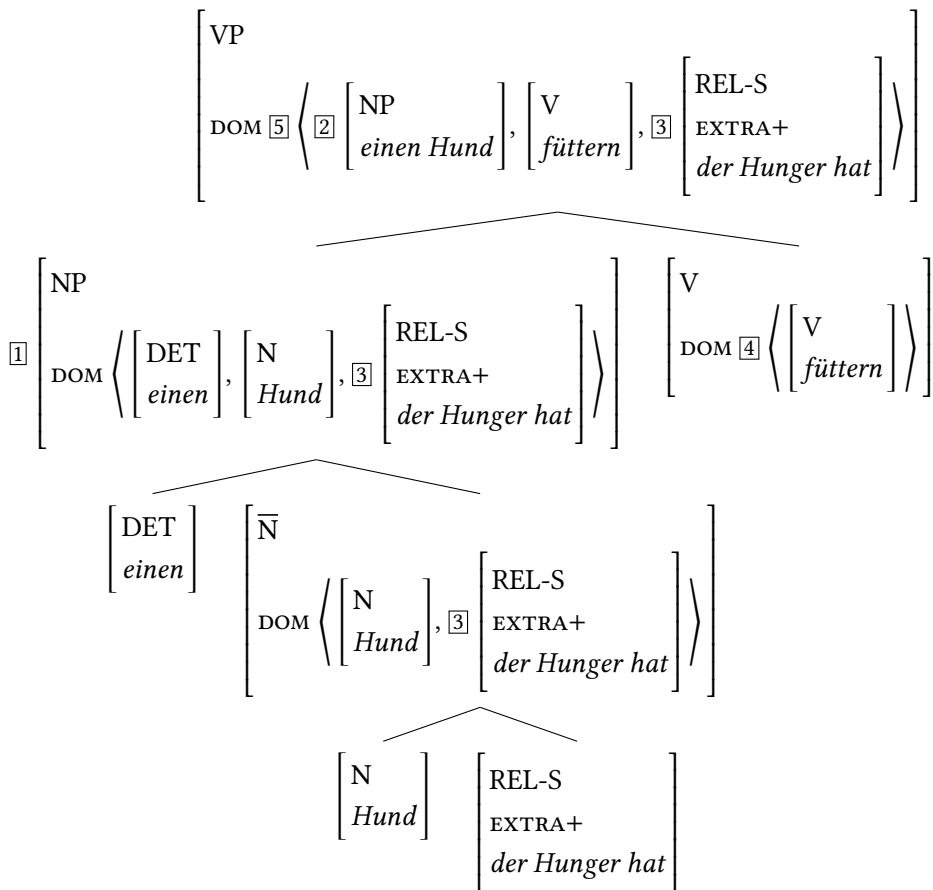 VP
DOM 5 ⟨ 2 [NP einen Hund], [V füttern], 3 [REL-S EXTRA+ der Hunger hat] ⟩
1 NP
DOM ⟨ [DET einen], [N Hund], 3 [REL-S EXTRA+ der Hunger hat] ⟩
V
DOM 4 ⟨ [V füttern] ⟩
DET
einen
N̅
DOM ⟨ [N Hund], 3 [REL-S EXTRA+ der Hunger hat] ⟩
N
Hund
REL-S
EXTRA+
der Hunger hat